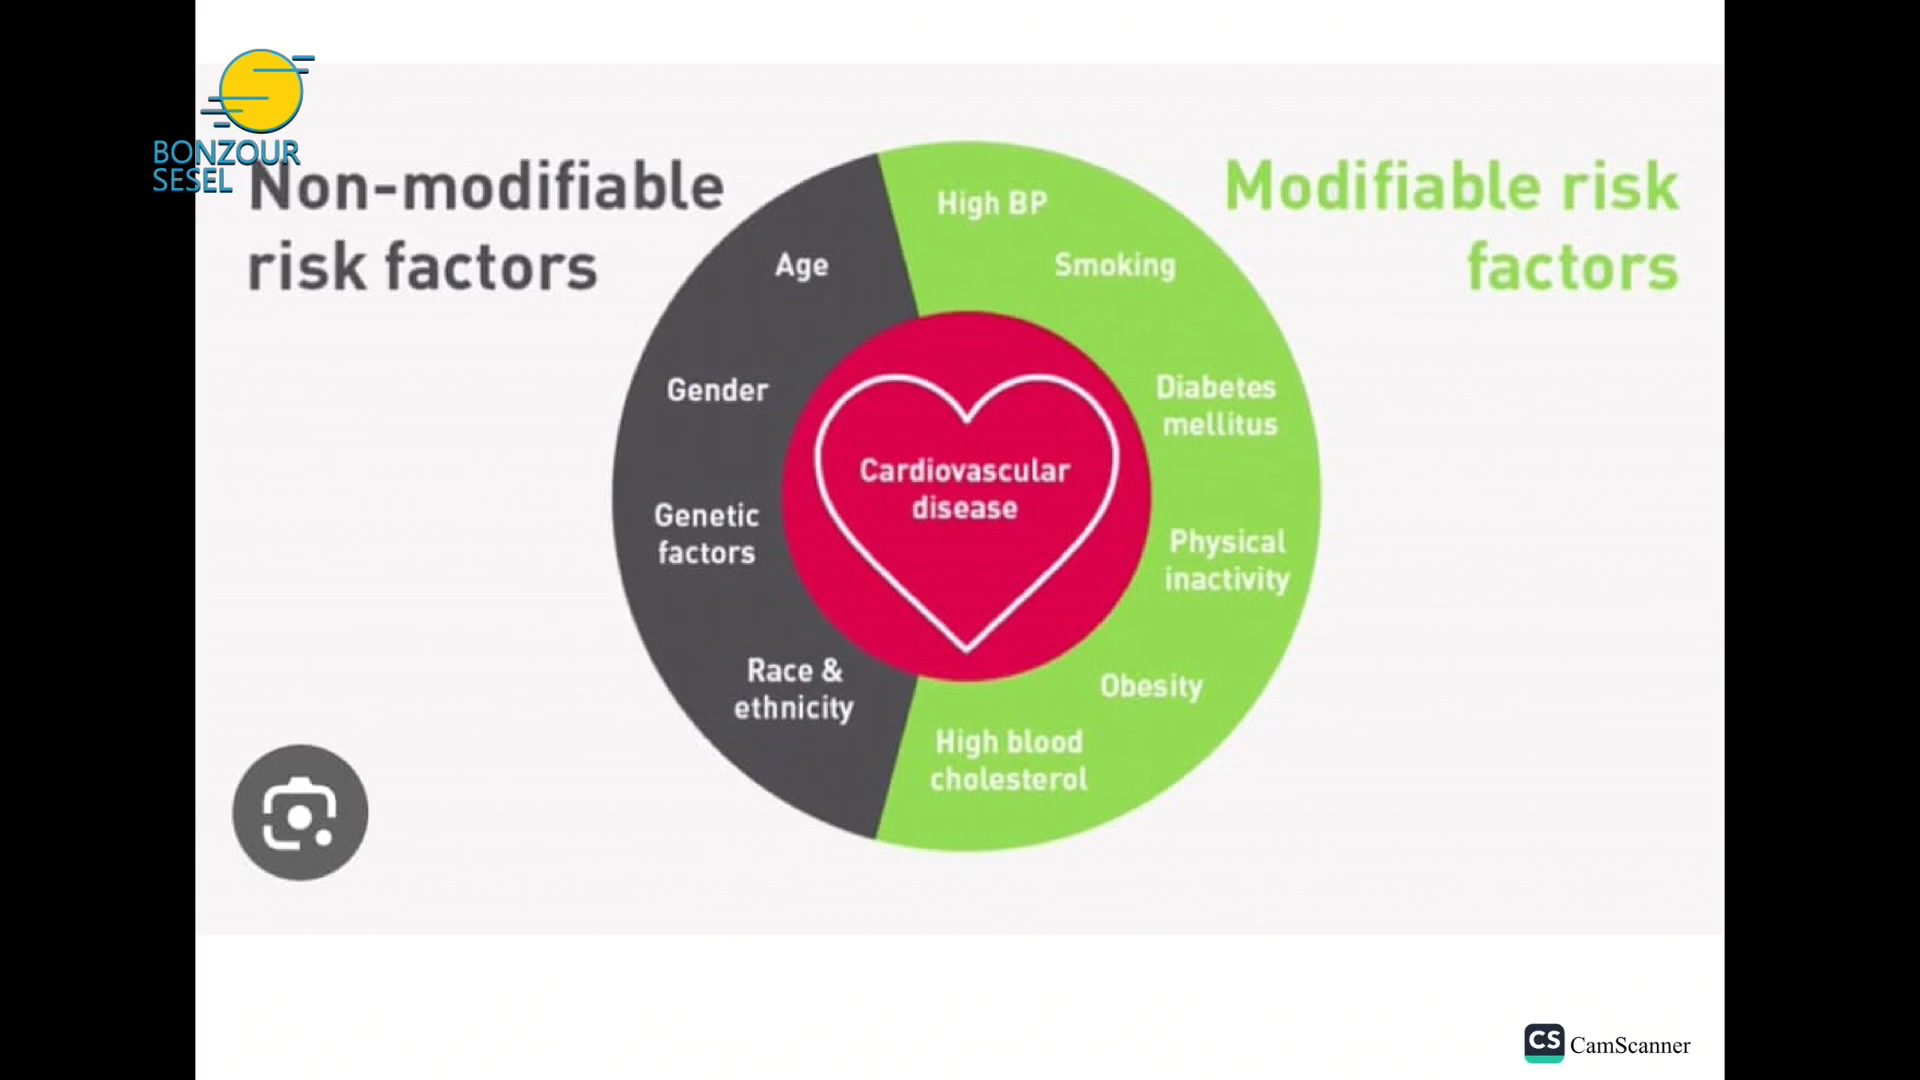 BONZOUR
SESEL
Non-modifiable
risk factors
Modifiable risk
factors
High BP
Smoking
Diabetes
mellitus
Physical
inactivity
Obesity
High blood
cholesterol
Age
Gender
Genetic
factors
Race &
ethnicity
Cardiovascular
disease
CS CamScanner